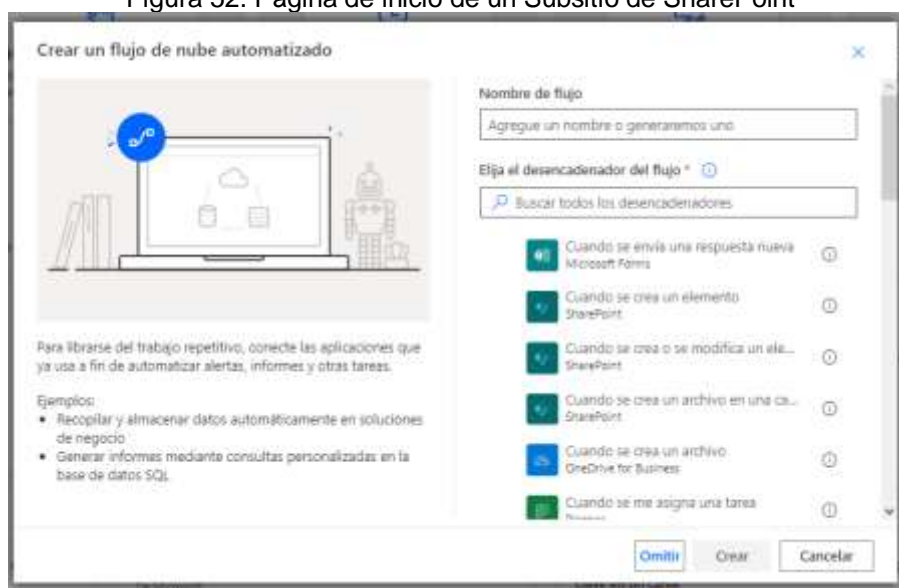 Figura 52. Página de inicio de un Subsitio de SharePoint
Crear un flujo de nube automatizado
Para librarse del trabajo repetitivo, conecte las aplicaciones que
ya usa a fin de automatizar alertas, informes y otras tareas.
Ejemplos:
• Recopilar y almacenar datos automáticamente en soluciones
de negocio
• Generar informes mediante consultas personalizadas en la
base de datos SQL
Nombre de flujo
Agregue un nombre o generaremos uno
Elija el desencadenador del flujo *
Buscar todos los desencadenadores
Cuando se envía una respuesta nueva
Microsoft Forms
Cuando se crea un elemento
SharePoint
Cuando se crea o se modifica un ele...
SharePoint
Cuando se crea un archivo en una ca...
SharePoint
Cuando se crea un archivo
OneDrive for Business
Cuando se me asigna una tarea
Omitir
Crear
Cancelar